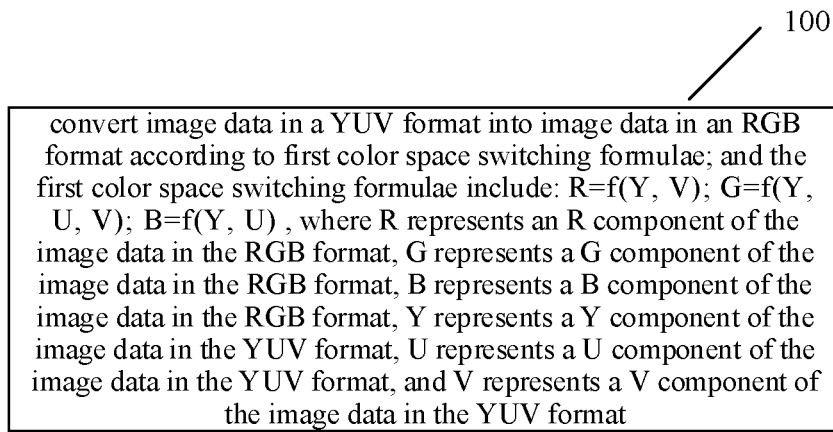 100
convert image data in a YUV format into image data in an RGB
format according to first color space switching formulae; and the
first color space switching formulae include: R=f(Y, V); G=f(Y,
U, V); B=f(Y, U) , where R represents an R component of the
image data in the RGB format, G represents a G component of the
image data in the RGB format, B represents a B component of the
image data in the RGB format, Y represents a Y component of the
image data in the YUV format, U represents a U component of the
image data in the YUV format, and V represents a V component of
the image data in the YUV format